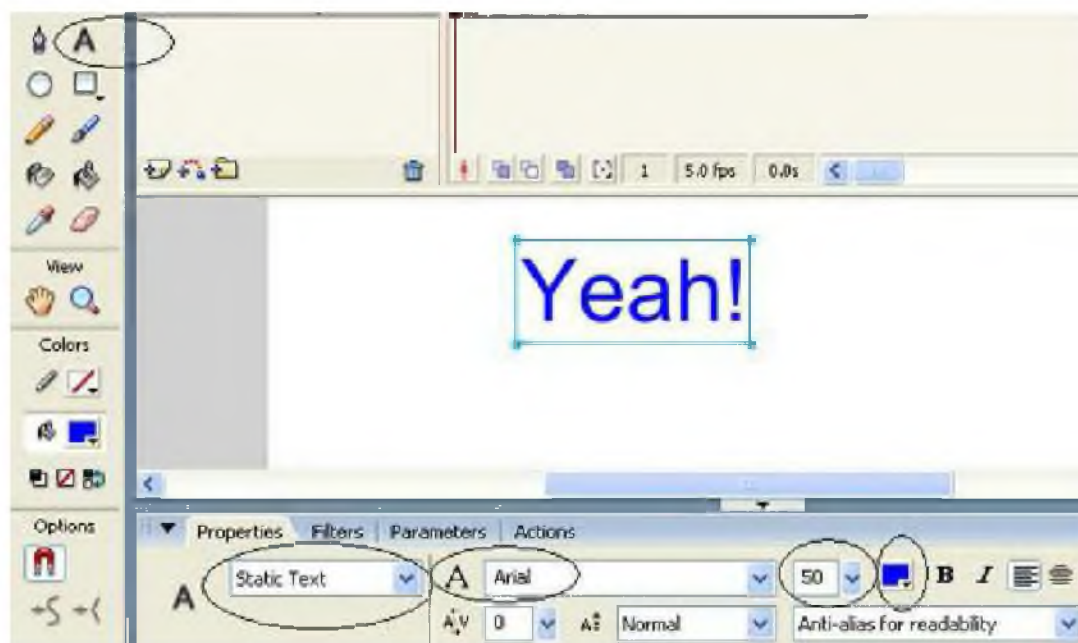 A
1 5.0 fps 0.0s
View
Yeah!
Colors
Options
Properties Filters Parameters Actions
A Static Text A Arial 50 B I
A V 0 A Normal Anti-alias for readability